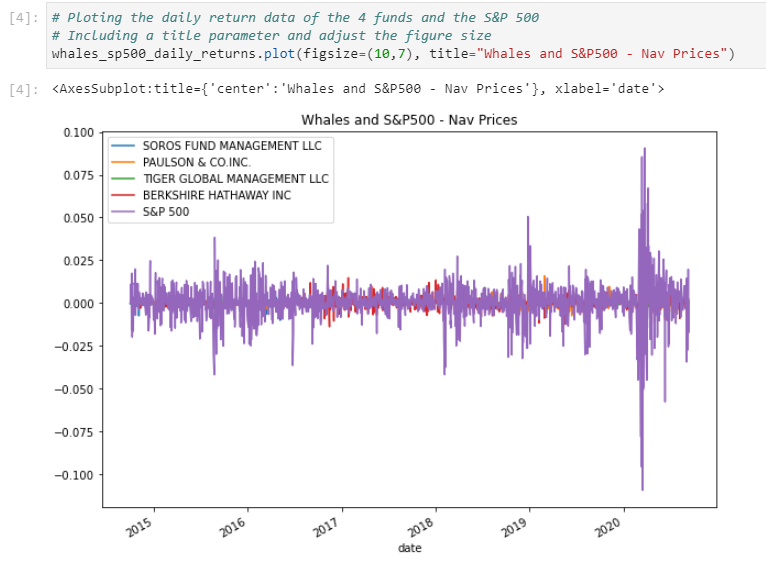 [4]: # Ploting the daily return data of the 4 funds and the S&P 500
# Including a title parameter and adjust the figure size
whales_sp500_daily_returns.plot(figsize=(10,7), title="Whales and S&P500 - Nav Prices")
[4]: <AxesSubplot:title={'center':'Whales and S&P500 - Nav Prices'}, xlabel='date'>
Whales and S&P500 - Nav Prices
SOROS FUND MANAGEMENT LLC
PAULSON & CO.INC.
TIGER GLOBAL MANAGEMENT LLC
BERKSHIRE HATHAWAY INC
S&P 500
0.100
0.075
0.050
0.025
0.000
−0.025
−0.050
−0.075
−0.100
2015 2016 2017 2018 2019 2020
date